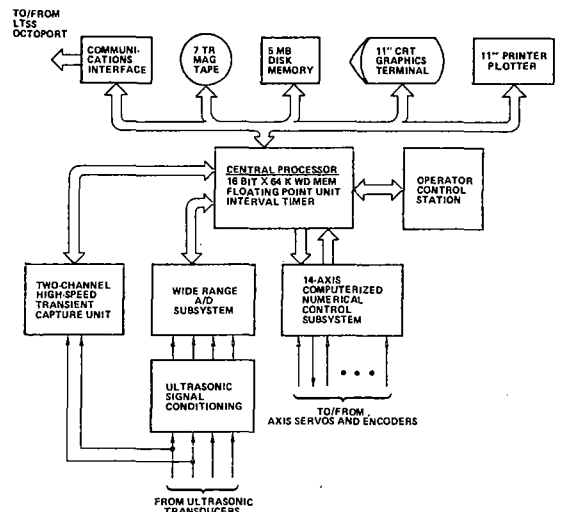 TO/FROM
LTSS
OCTOPORT
COMMUNI-
CATIONS
INTERFACE
7 TR
MAG
TAPE
5 MB
DISK
MEMORY
11" CRT
GRAPHICS
TERMINAL
11" PRINTER
PLOTTER
CENTRAL PROCESSOR
16 BIT X 64 K WD MEM
FLOATING POINT UNIT
INTERVAL TIMER
OPERATOR
CONTROL
STATION
TWO-CHANNEL
HIGH-SPEED
TRANSIENT
CAPTURE UNIT
WIDE RANGE
A/D
SUBSYSTEM
14-AXIS
COMPUTERIZED
NUMERICAL
CONTROL
SUBSYSTEM
ULTRASONIC
SIGNAL
CONDITIONING
TO/FROM
AXIS SERVOS AND ENCODERS
FROM ULTRASONIC
TRANSDUCERS